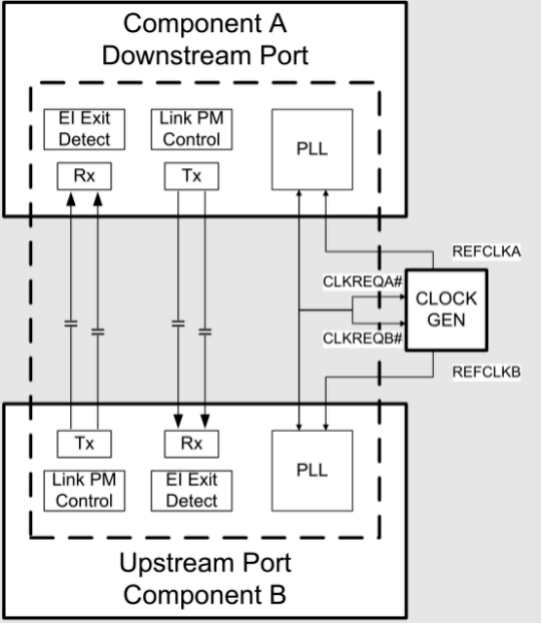 Component A
Downstream Port
EI Exit
Detect
Link PM
Control
PLL
Rx
Tx
REFCLKA
CLKREQA#
CLOCK
GEN
CLKREQB#
REFCLKB
Tx
Rx
PLL
Link PM
Control
EI Exit
Detect
Upstream Port
Component B